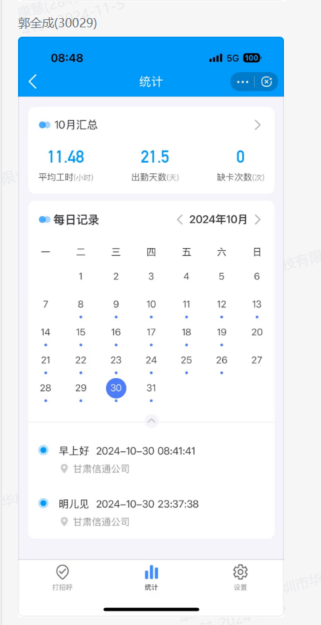 郭全成(30029)
08:48
5G 100
统计
10月汇总
11.48 21.5 0
平均工时(小时) 出勤天数(天) 缺卡次数(次)
每日记录 2024年10月
一 二 三 四 五 六 日
1 2 3 4 5 6
7 8 9 10 11 12 13
14 15 16 17 18 19 20
21 22 23 24 25 26 27
28 29 30 31
早上好 2024-10-30 08:41:41
甘肃信通公司
明儿见 2024-10-30 23:37:38
甘肃信通公司
打招呼 统计 设置